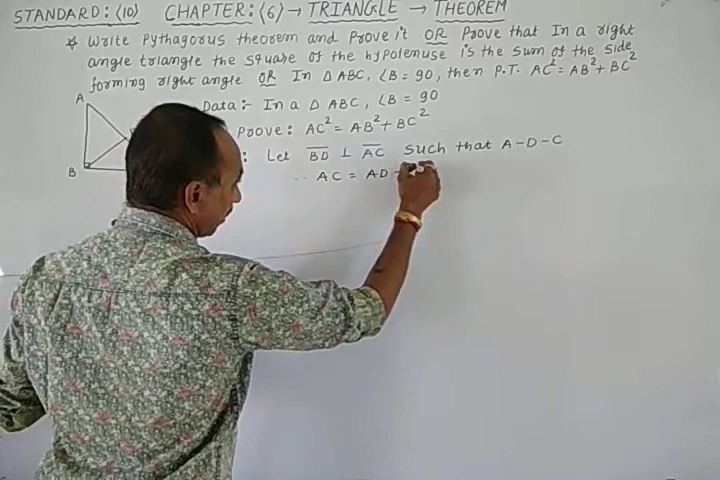 STANDARD: <10> CHAPTER: <6> → TRIANGLE → THEOREM
* Write Pythagorus theorem and Prove it OR Prove that In a right
angle triangle the square of the hypotenuse is the sum of the side
forming right angle OR In △ ABC, ∠B = 90, then P.T. AC² = AB² + BC²
A
B
Data:- In a △ ABC, ∠B = 90
Prove: AC² = AB² + BC²
: Let BD ⊥ AC such that A-D-C
∴ AC = AD